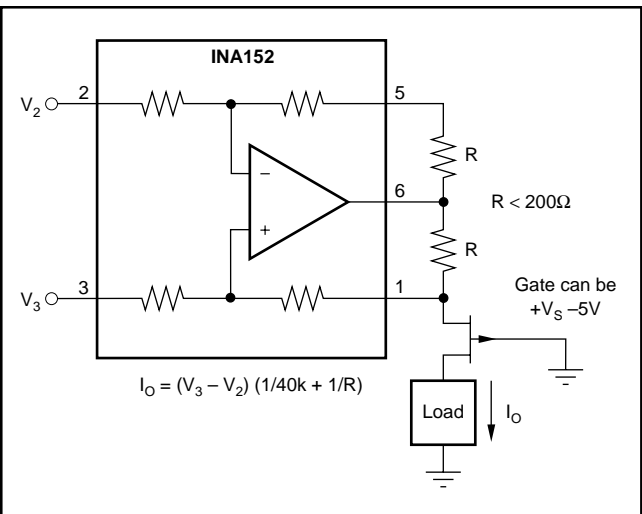 INA152
V2
2
5
R
−
6
R < 200Ω
+
R
V3
3
1
Gate can be
+VS –5V
IO = (V3 – V2) (1/40k + 1/R)
Load
IO